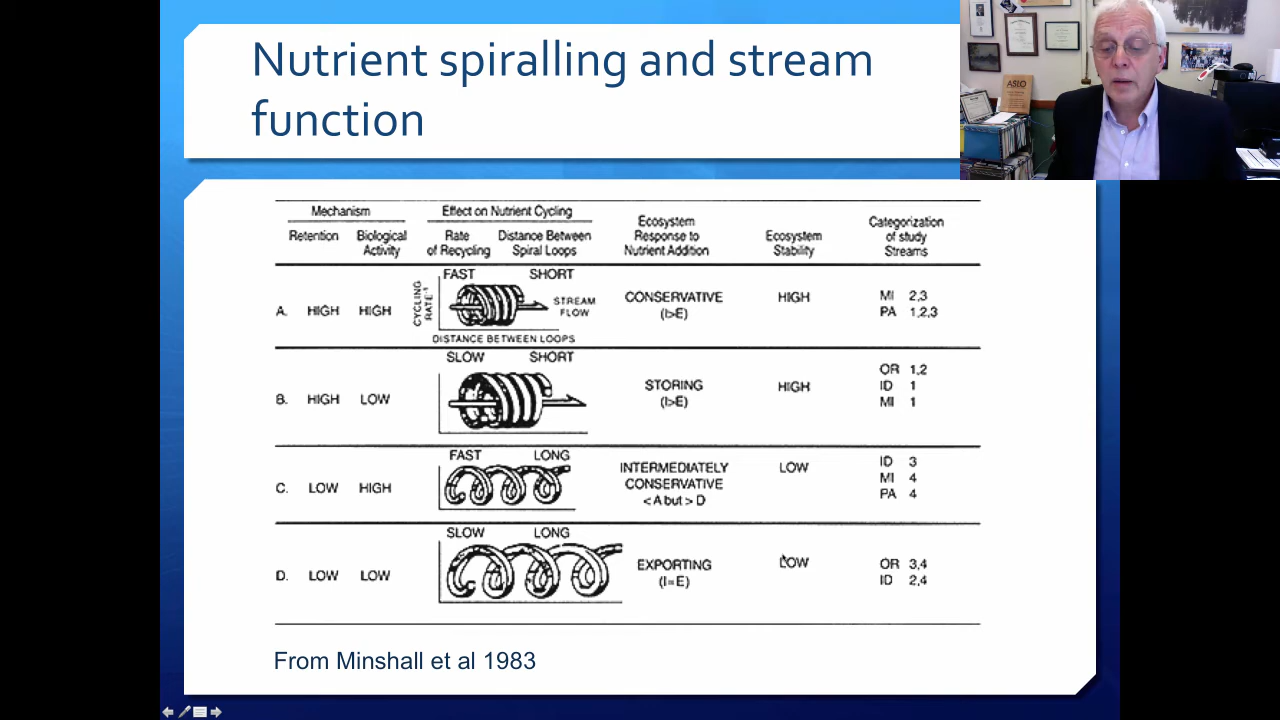 Nutrient spiralling and stream
function
ASLO
Mechanism
Effect on Nutrient Cycling
Retention
Biological
Activity
Rate
of Recycling
Distance Between
Spiral Loops
Ecosystem
Response to
Nutrient Addition
Ecosystem
Stability
Categorization
of study
Streams
A. HIGH HIGH
CYCLING
RATE⁻¹
FAST SHORT
STREAM
FLOW
DISTANCE BETWEEN LOOPS
CONSERVATIVE
(I>E)
HIGH
MI 2,3
PA 1,2,3
B. HIGH LOW
SLOW SHORT
STORING
(I>E)
HIGH
OR 1,2
ID 1
MI 1
C. LOW HIGH
FAST LONG
INTERMEDIATELY
CONSERVATIVE
< A but > D
LOW
ID 3
MI 4
PA 4
D. LOW LOW
SLOW LONG
EXPORTING
(I=E)
LOW
OR 3,4
ID 2,4
From Minshall et al 1983